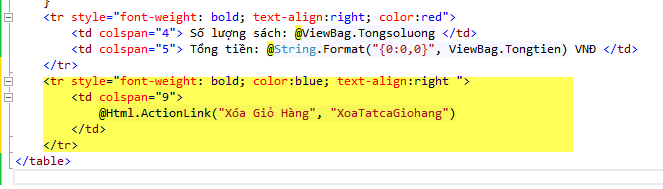 }
<tr style="font-weight: bold; text-align:right; color:red">
<td colspan="4"> Số lượng sách: @ViewBag.Tongsoluong </td>
<td colspan="5"> Tổng tiền: @String.Format("{0:0,0}", ViewBag.Tongtien) VNĐ </td>
</tr>
<tr style="font-weight: bold; color:blue; text-align:right ">
<td colspan="9">
@Html.ActionLink("Xóa Giỏ Hàng", "XoaTatcaGiohang")
</td>
</tr>
</table>